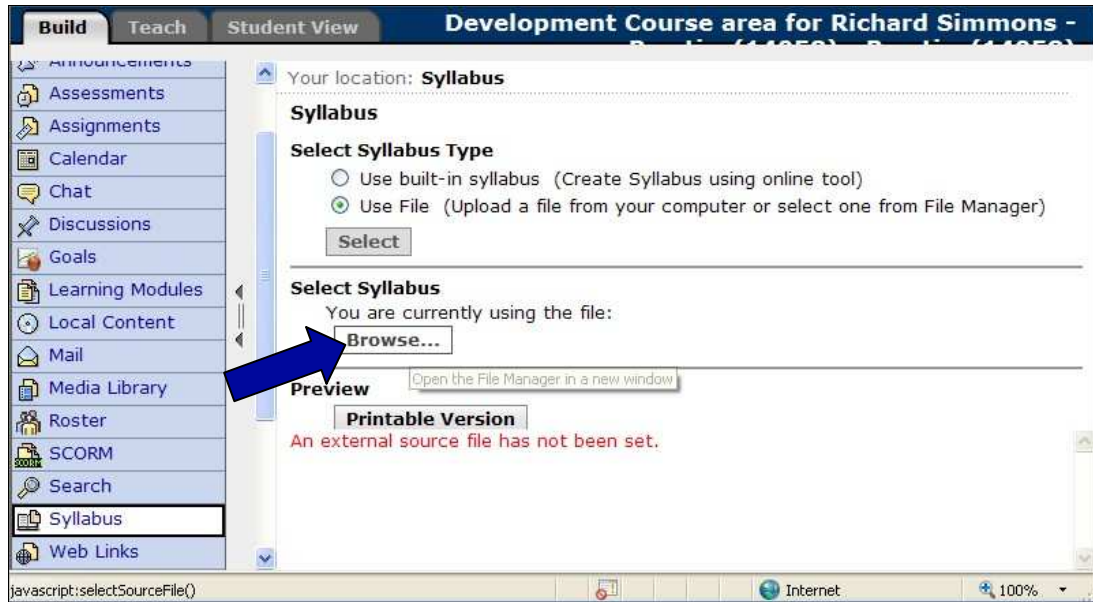 Build Teach Student View Development Course area for Richard Simmons -
Announcements
Assessments
Assignments
Calendar
Chat
Discussions
Goals
Learning Modules
Local Content
Mail
Media Library
Roster
SCORM
Search
Syllabus
Web Links
Your location: Syllabus
Syllabus
Select Syllabus Type
Use built-in syllabus (Create Syllabus using online tool)
Use File (Upload a file from your computer or select one from File Manager)
Select
Select Syllabus
You are currently using the file:
Browse...
Open the File Manager in a new window
Preview
Printable Version
An external source file has not been set.
javascript:selectSourceFile() Internet 100%